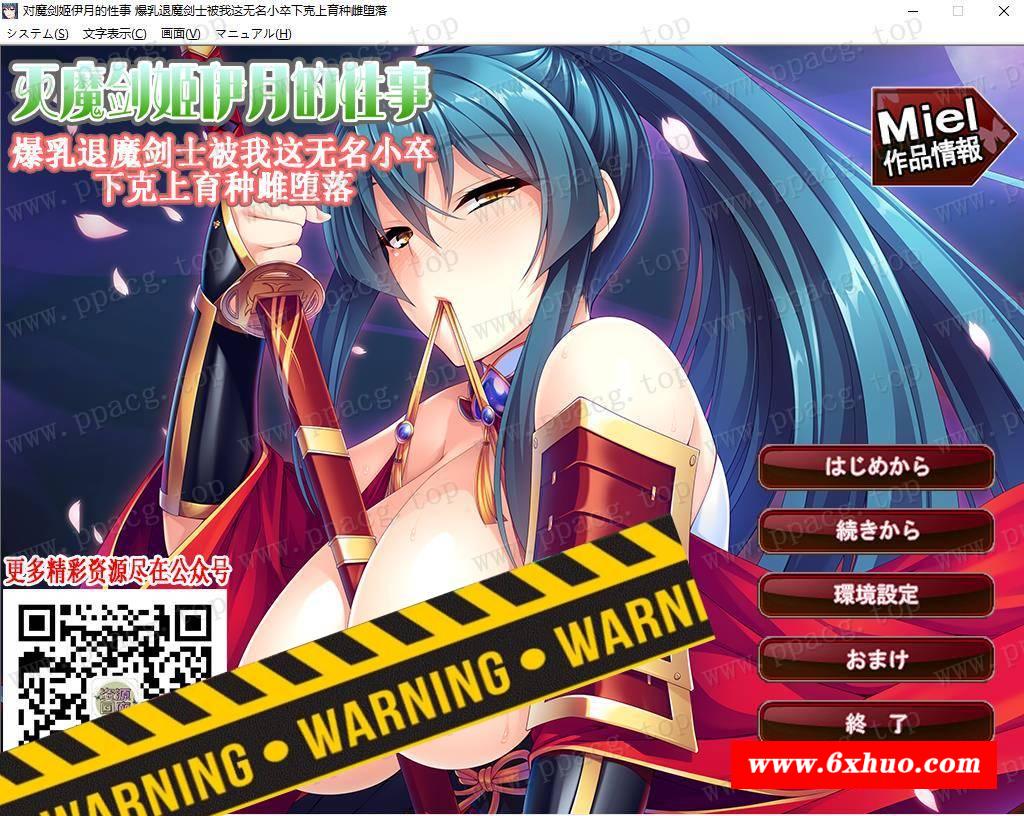 对魔剑姬伊月的性事 爆乳退魔剑士被我这无名小卒下克上育种雌堕落
システム(S) 文字表示(C) 画面(V) マニュアル(H)
灭魔剑姬伊月的性事
爆乳退魔剑士被我这无名小卒
下克上育种雌堕落
Miel
作品情報
はじめから
続きから
環境設定
おまけ
終 了
更多精彩资源尽在公众号
WARNING • WARNING • WARNI
www.6xhuo.com
www.ppacg.top